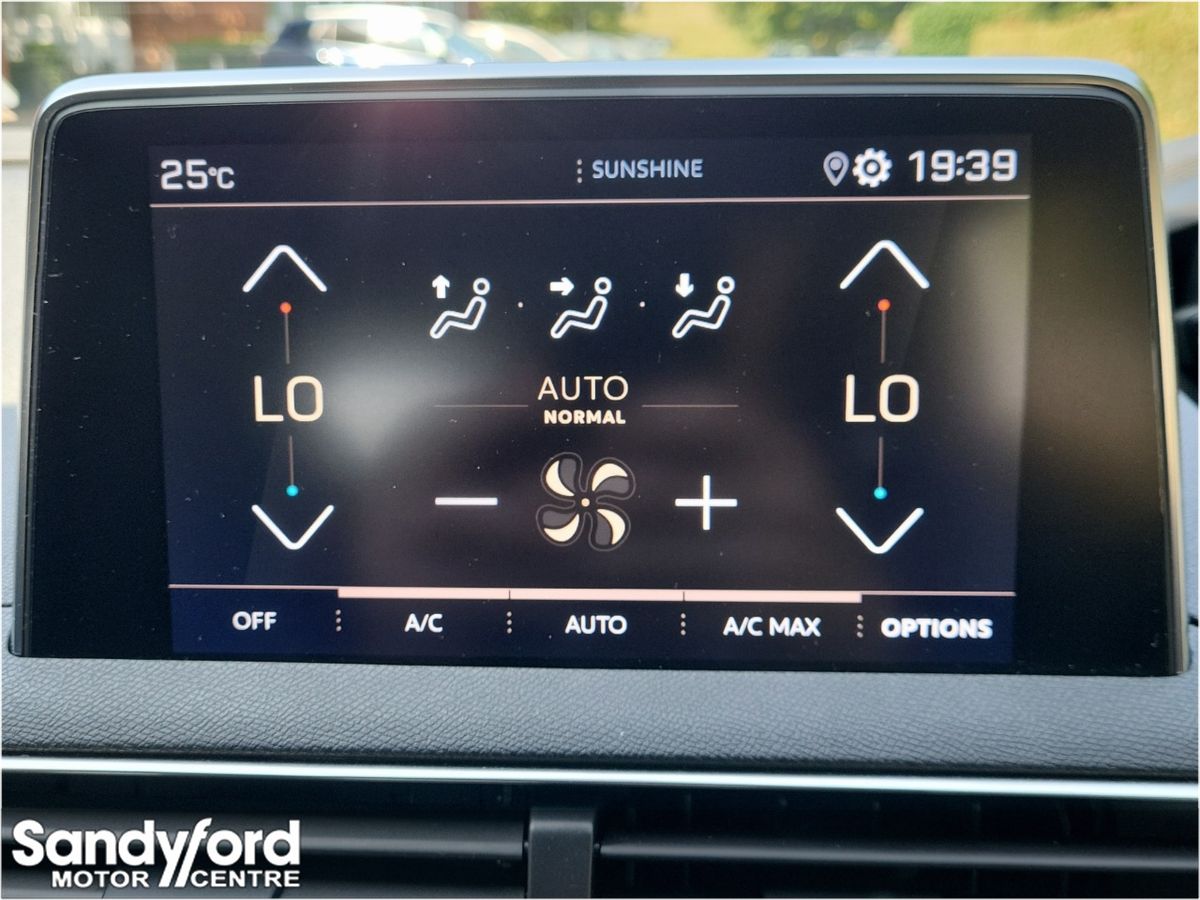 25°C SUNSHINE 19:39
LO LO
AUTO
NORMAL
OFF A/C AUTO A/C MAX OPTIONS
Sandyford
MOTOR CENTRE